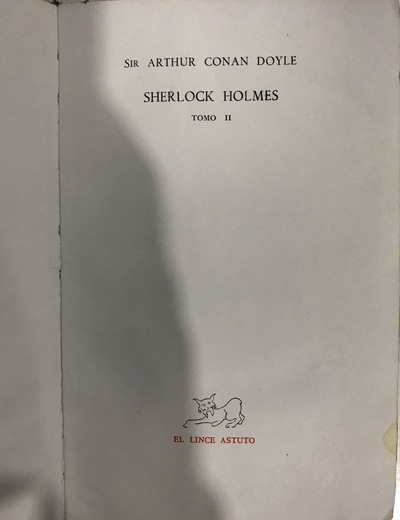 SIR ARTHUR CONAN DOYLE
SHERLOCK HOLMES
TOMO II
EL LINCE ASTUTO